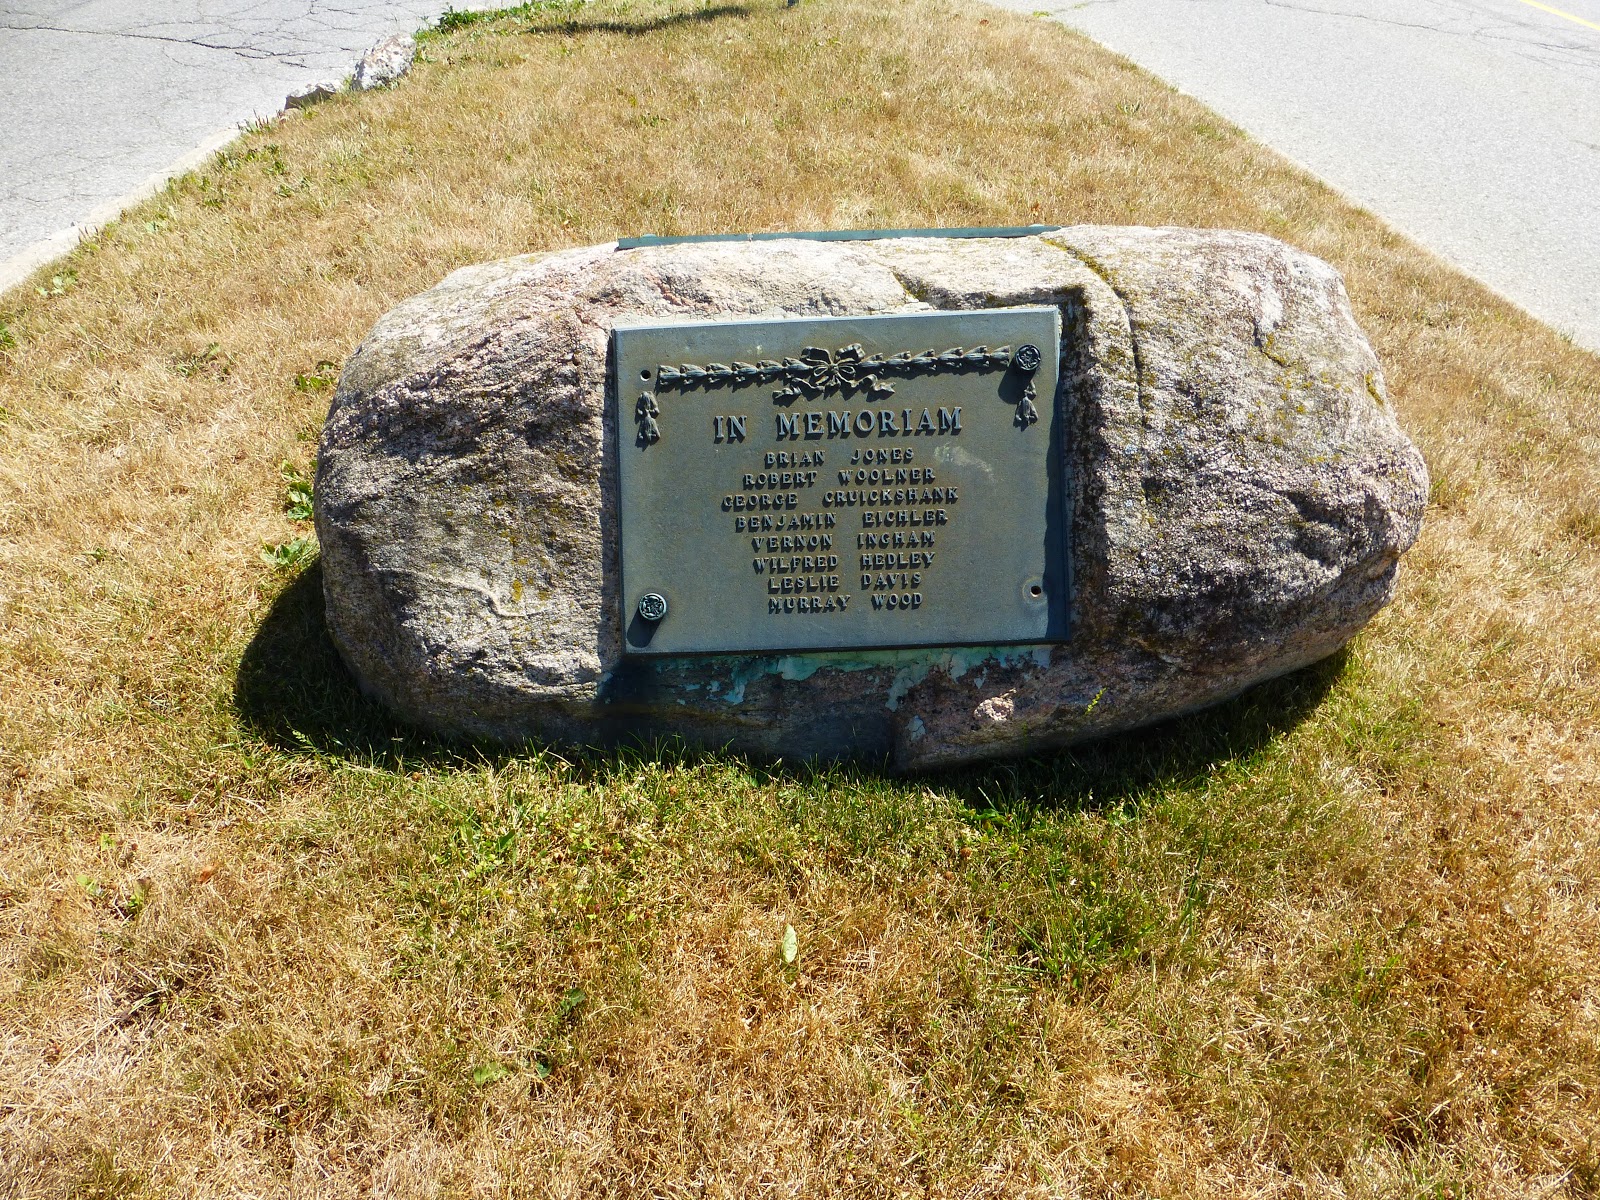 IN MEMORIAM
BRIAN JONES
ROBERT WOOLNER
GEORGE CRUICKSHANK
BENJAMIN EICHLER
VERNON INGHAM
WILFRED HEDLEY
LESLIE DAVIS
MURRAY WOOD